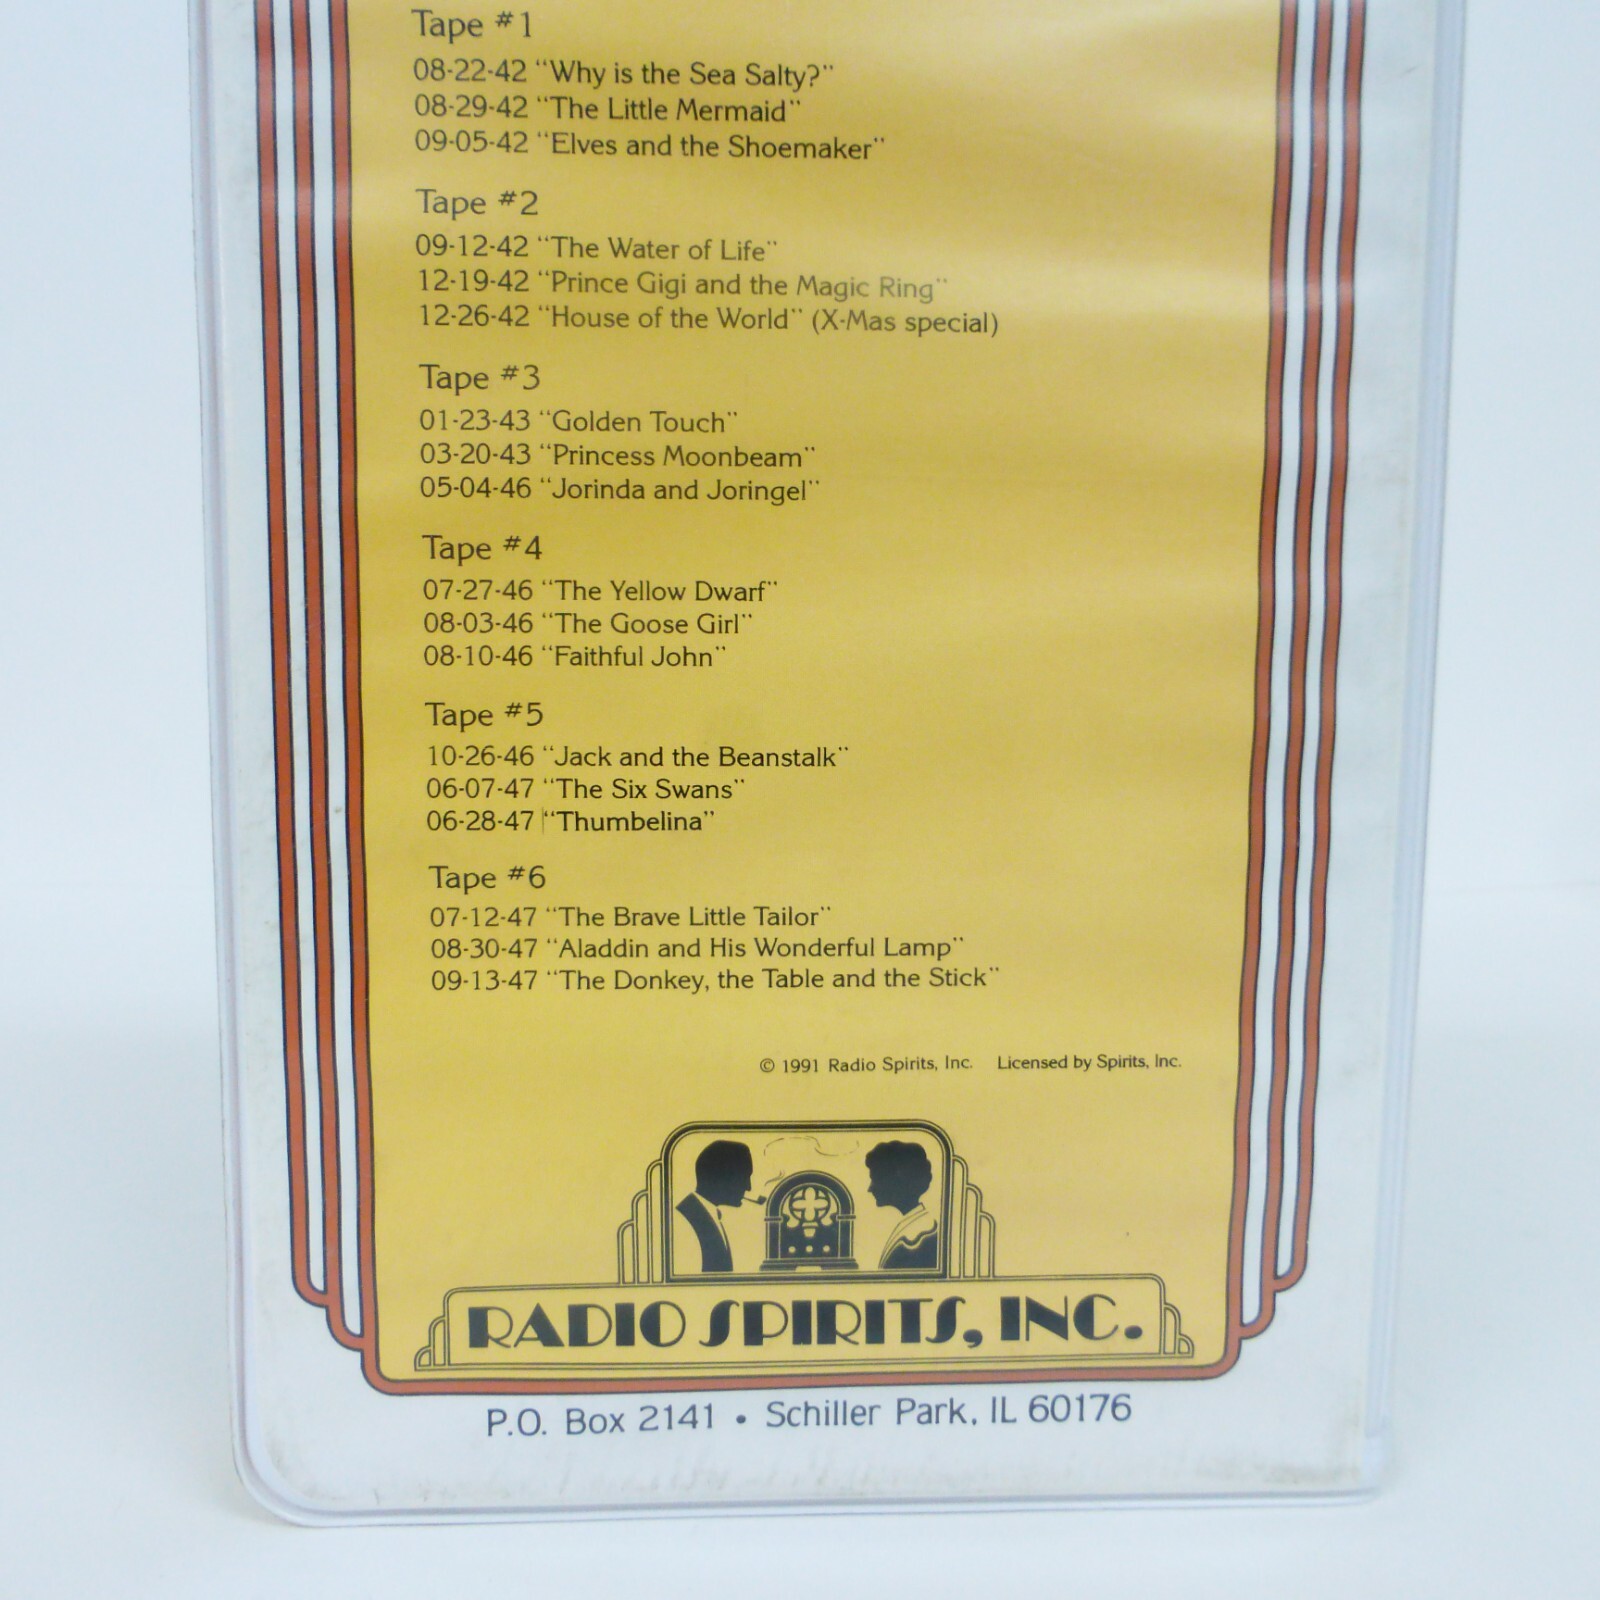 Tape #1
08-22-42 "Why is the Sea Salty?"
08-29-42 "The Little Mermaid"
09-05-42 "Elves and the Shoemaker"
Tape #2
09-12-42 "The Water of Life"
12-19-42 "Prince Gigi and the Magic Ring"
12-26-42 "House of the World" (X-Mas special)
Tape #3
01-23-43 "Golden Touch"
03-20-43 "Princess Moonbeam"
05-04-46 "Jorinda and Joringel"
Tape #4
07-27-46 "The Yellow Dwarf"
08-03-46 "The Goose Girl"
08-10-46 "Faithful John"
Tape #5
10-26-46 "Jack and the Beanstalk"
06-07-47 "The Six Swans"
06-28-47 "Thumbelina"
Tape #6
07-12-47 "The Brave Little Tailor"
08-30-47 "Aladdin and His Wonderful Lamp"
09-13-47 "The Donkey, the Table and the Stick"
© 1991 Radio Spirits, Inc. Licensed by Spirits, Inc.
RADIO SPIRITS, INC.
P.O. Box 2141 • Schiller Park, IL 60176